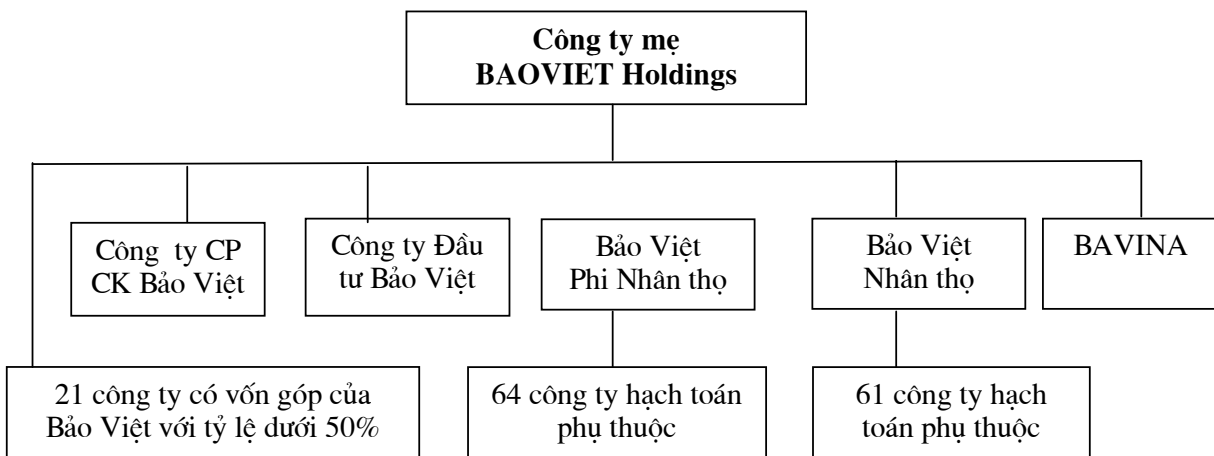 Công ty mẹ
BAOVIET Holdings
Công ty CP
CK Bảo Việt
Công ty Đầu
tư Bảo Việt
Bảo Việt
Phi Nhân thọ
Bảo Việt
Nhân thọ
BAVINA
21 công ty có vốn góp của
Bảo Việt với tỷ lệ dưới 50%
64 công ty hạch toán
phụ thuộc
61 công ty hạch
toán phụ thuộc